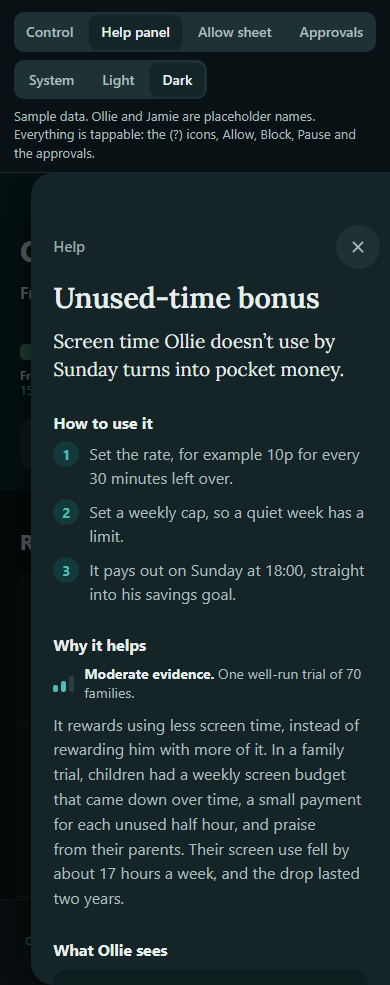 Control Help panel Allow sheet Approvals
System Light Dark
Sample data. Ollie and Jamie are placeholder names.
Everything is tappable: the (?) icons, Allow, Block, Pause and
the approvals.
Help
Unused-time bonus
Screen time Ollie doesn’t use by
Sunday turns into pocket money.
How to use it
1 Set the rate, for example 10p for every
30 minutes left over.
2 Set a weekly cap, so a quiet week has a
limit.
3 It pays out on Sunday at 18:00, straight
into his savings goal.
Why it helps
Moderate evidence. One well-run trial of 70
families.
It rewards using less screen time, instead of
rewarding him with more of it. In a family
trial, children had a weekly screen budget
that came down over time, a small payment
for each unused half hour, and praise
from their parents. Their screen use fell by
about 17 hours a week, and the drop lasted
two years.
What Ollie sees